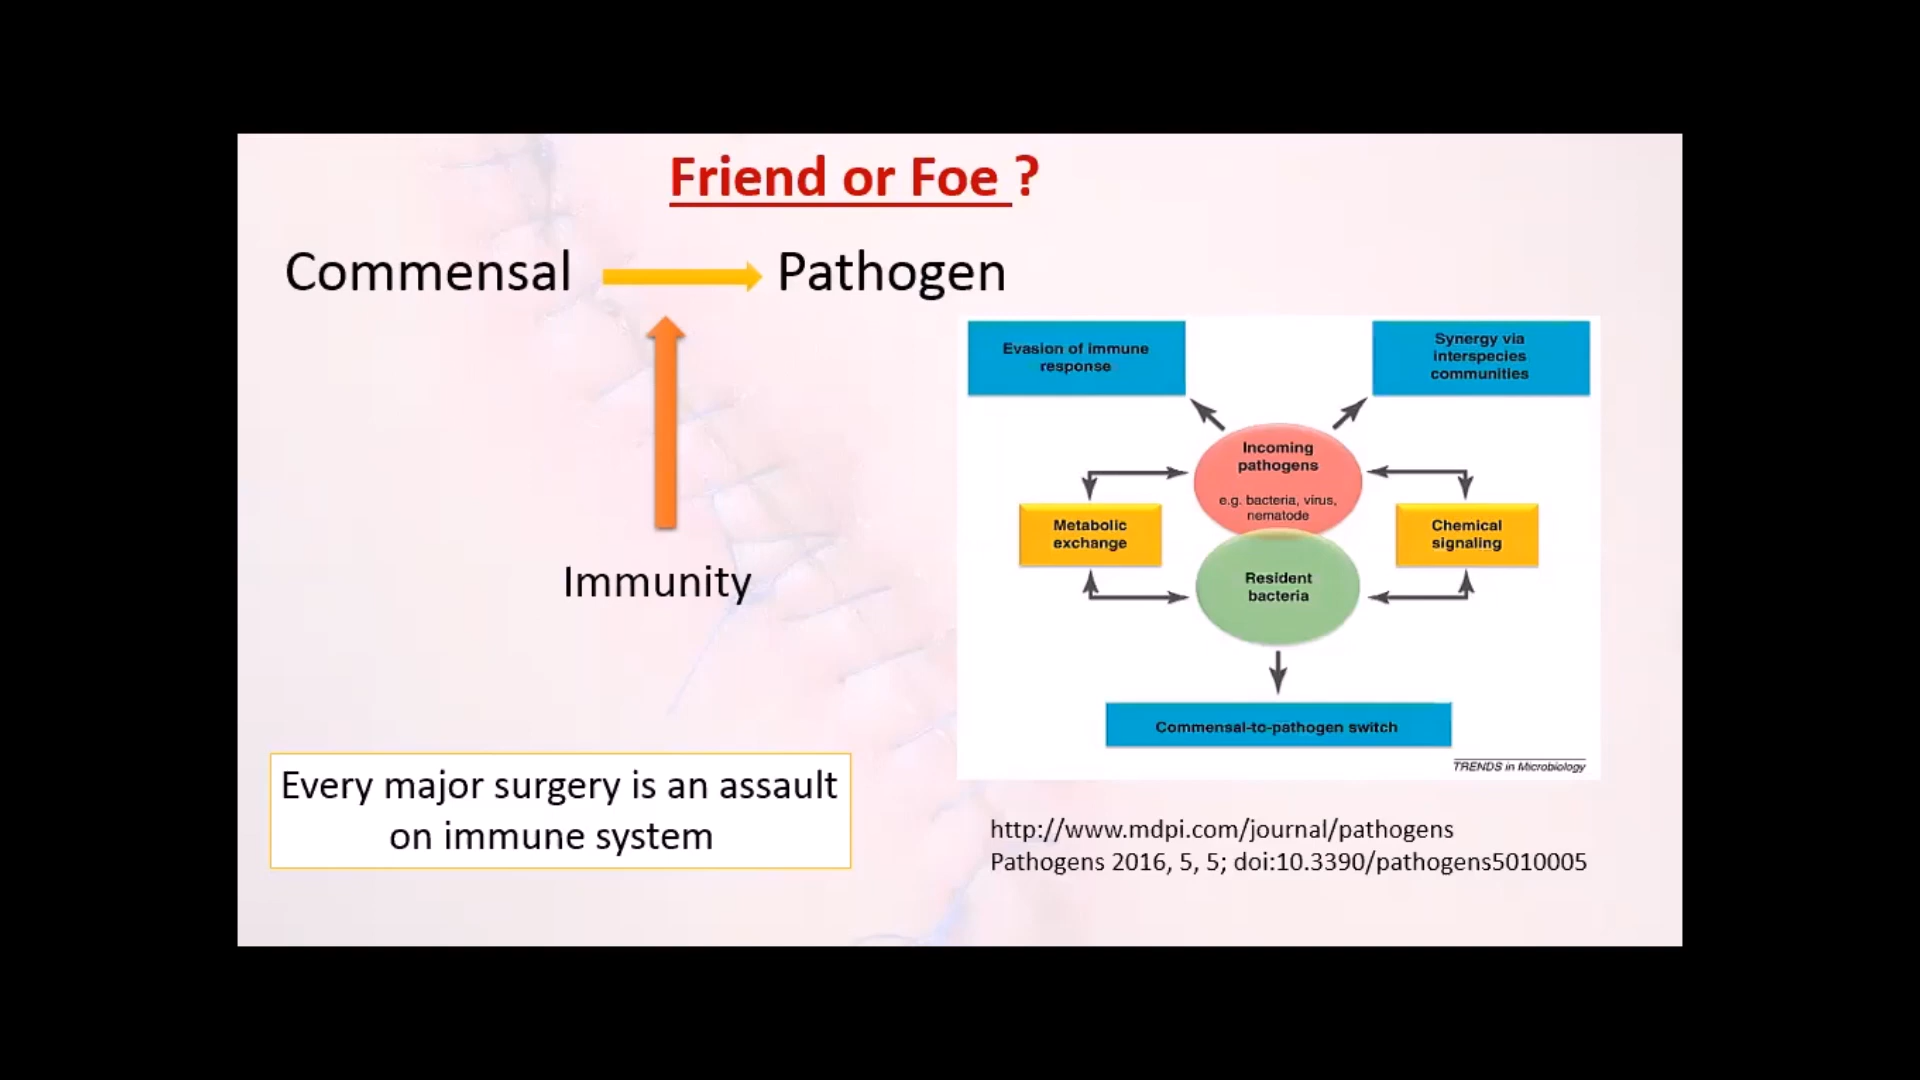 Friend or Foe ?
Commensal
Pathogen
Immunity
Every major surgery is an assault
on immune system
Evasion of immune
response
Synergy via
interspecies
communities
Incoming
pathogens
e.g. bacteria, virus,
nematode
Metabolic
exchange
Chemical
signaling
Resident
bacteria
Commensal-to-pathogen switch
TRENDS in Microbiology
http://www.mdpi.com/journal/pathogens
Pathogens 2016, 5, 5; doi:10.3390/pathogens5010005